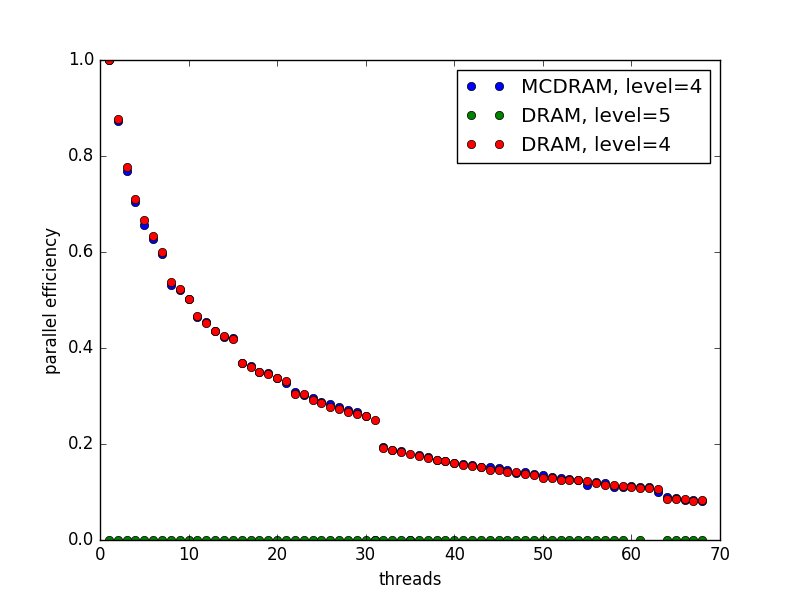 1.0
0.8
0.6
0.4
0.2
0.0
parallel efficiency
MCDRAM, level=4
DRAM, level=5
DRAM, level=4
0 10 20 30 40 50 60 70
threads